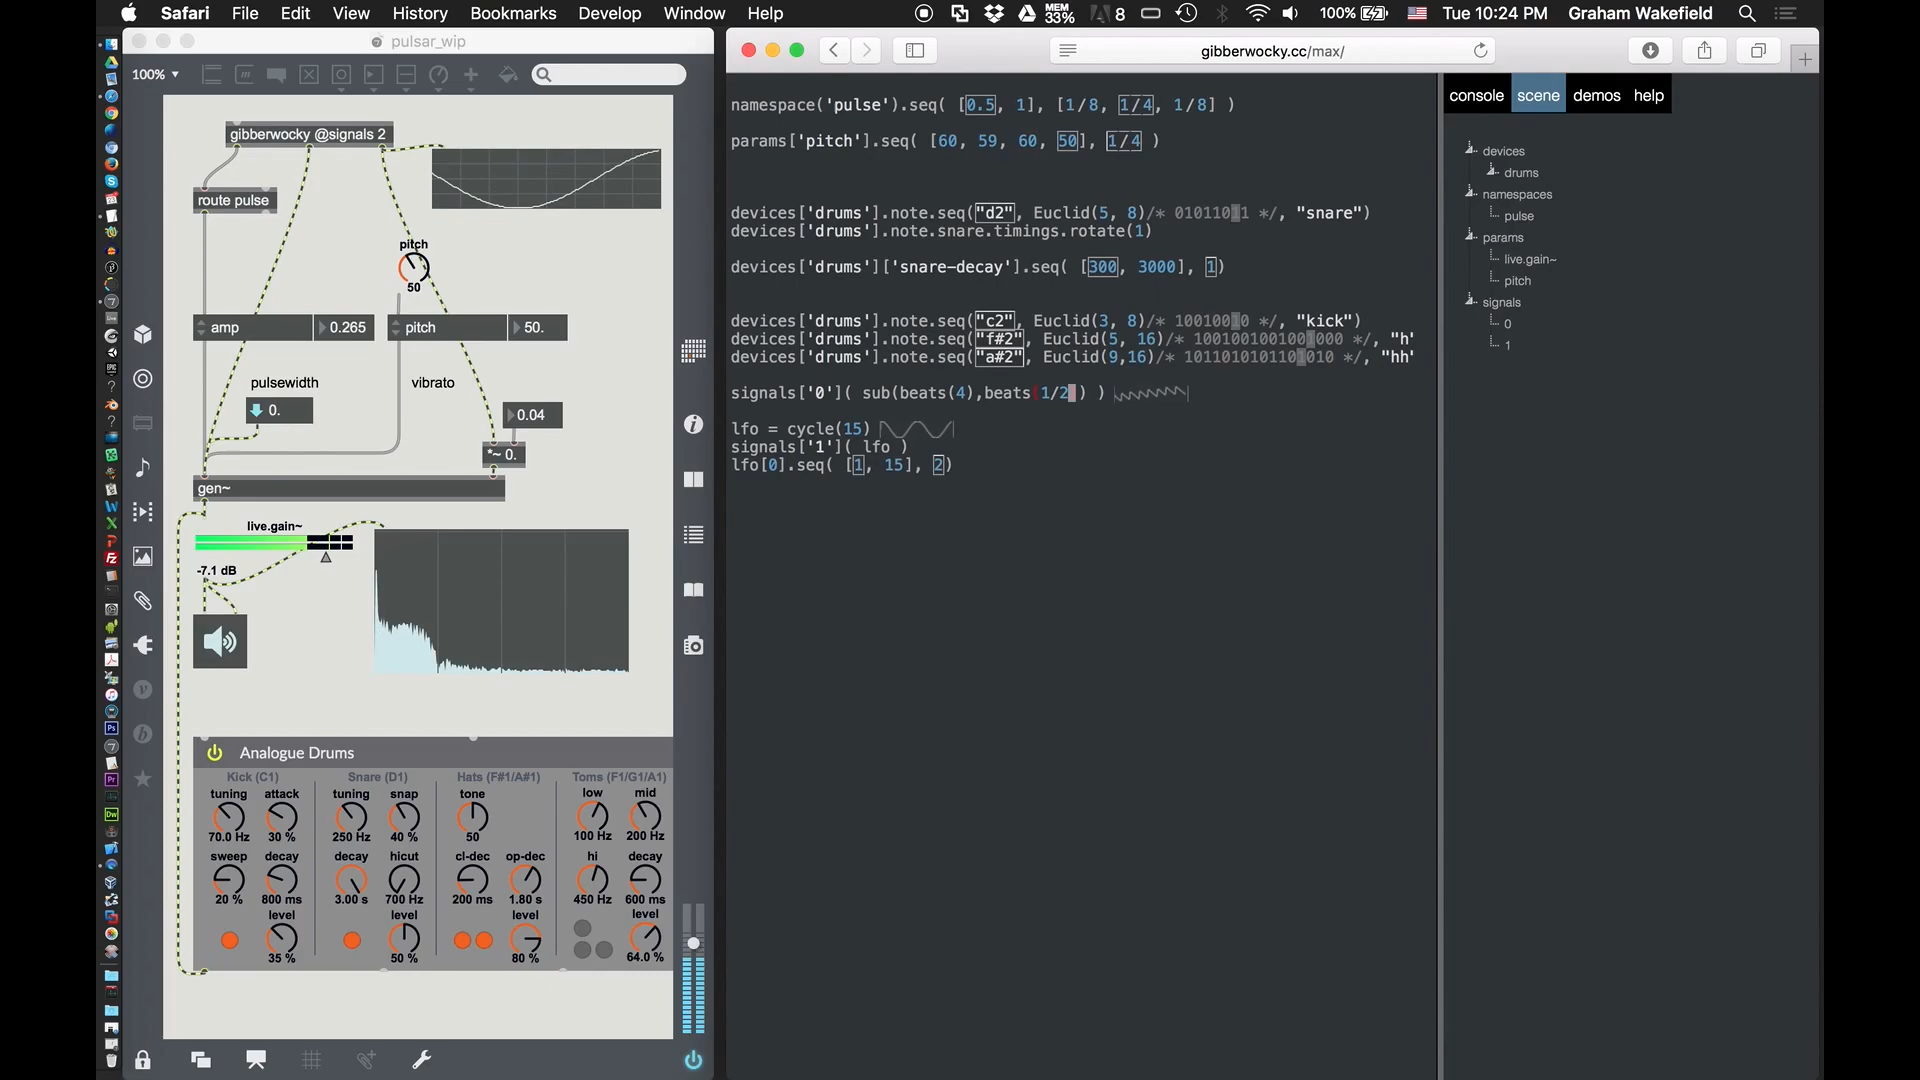 Safari File Edit View History Bookmarks Develop Window Help MEM 33% 8 100% Tue 10:24 PM Graham Wakefield
pulsar_wip
100%
gibberwocky @signals 2
route pulse
pitch
50
amp 0.265 pitch 50.
pulsewidth vibrato
0. 0.04
*~ 0.
gen~
live.gain~
-7.1 dB
Analogue Drums
Kick (C1) Snare (D1) Hats (F#1/A#1) Toms (F1/G1/A1)
tuning attack tuning snap tone low mid
70.0 Hz 30 % 250 Hz 40 % 50 100 Hz 200 Hz
sweep decay decay hicut cl-dec op-dec hi decay
20 % 800 ms 3.00 s 700 Hz 200 ms 1.80 s 450 Hz 600 ms
level level level level
35 % 50 % 80 % 64.0 %
gibberwocky.cc/max/
namespace('pulse').seq( [0.5, 1], [1/8, 1/4, 1/8] )
params['pitch'].seq( [60, 59, 60, 50], 1/4 )
devices['drums'].note.seq("d2", Euclid(5, 8)/* 01011011 */, "snare")
devices['drums'].note.snare.timings.rotate(1)
devices['drums']['snare-decay'].seq( [300, 3000], 1)
devices['drums'].note.seq("c2", Euclid(3, 8)/* 10010010 */, "kick")
devices['drums'].note.seq("f#2", Euclid(5, 16)/* 1001001001001000 */, "h'
devices['drums'].note.seq("a#2", Euclid(9,16)/* 1011010101101010 */, "hh'
signals['0']( sub(beats(4),beats(1/2) ) )
lfo = cycle(15)
signals['1']( lfo )
lfo[0].seq( [1, 15], 2)
console scene demos help
devices
drums
namespaces
pulse
params
live.gain~
pitch
signals
0
1